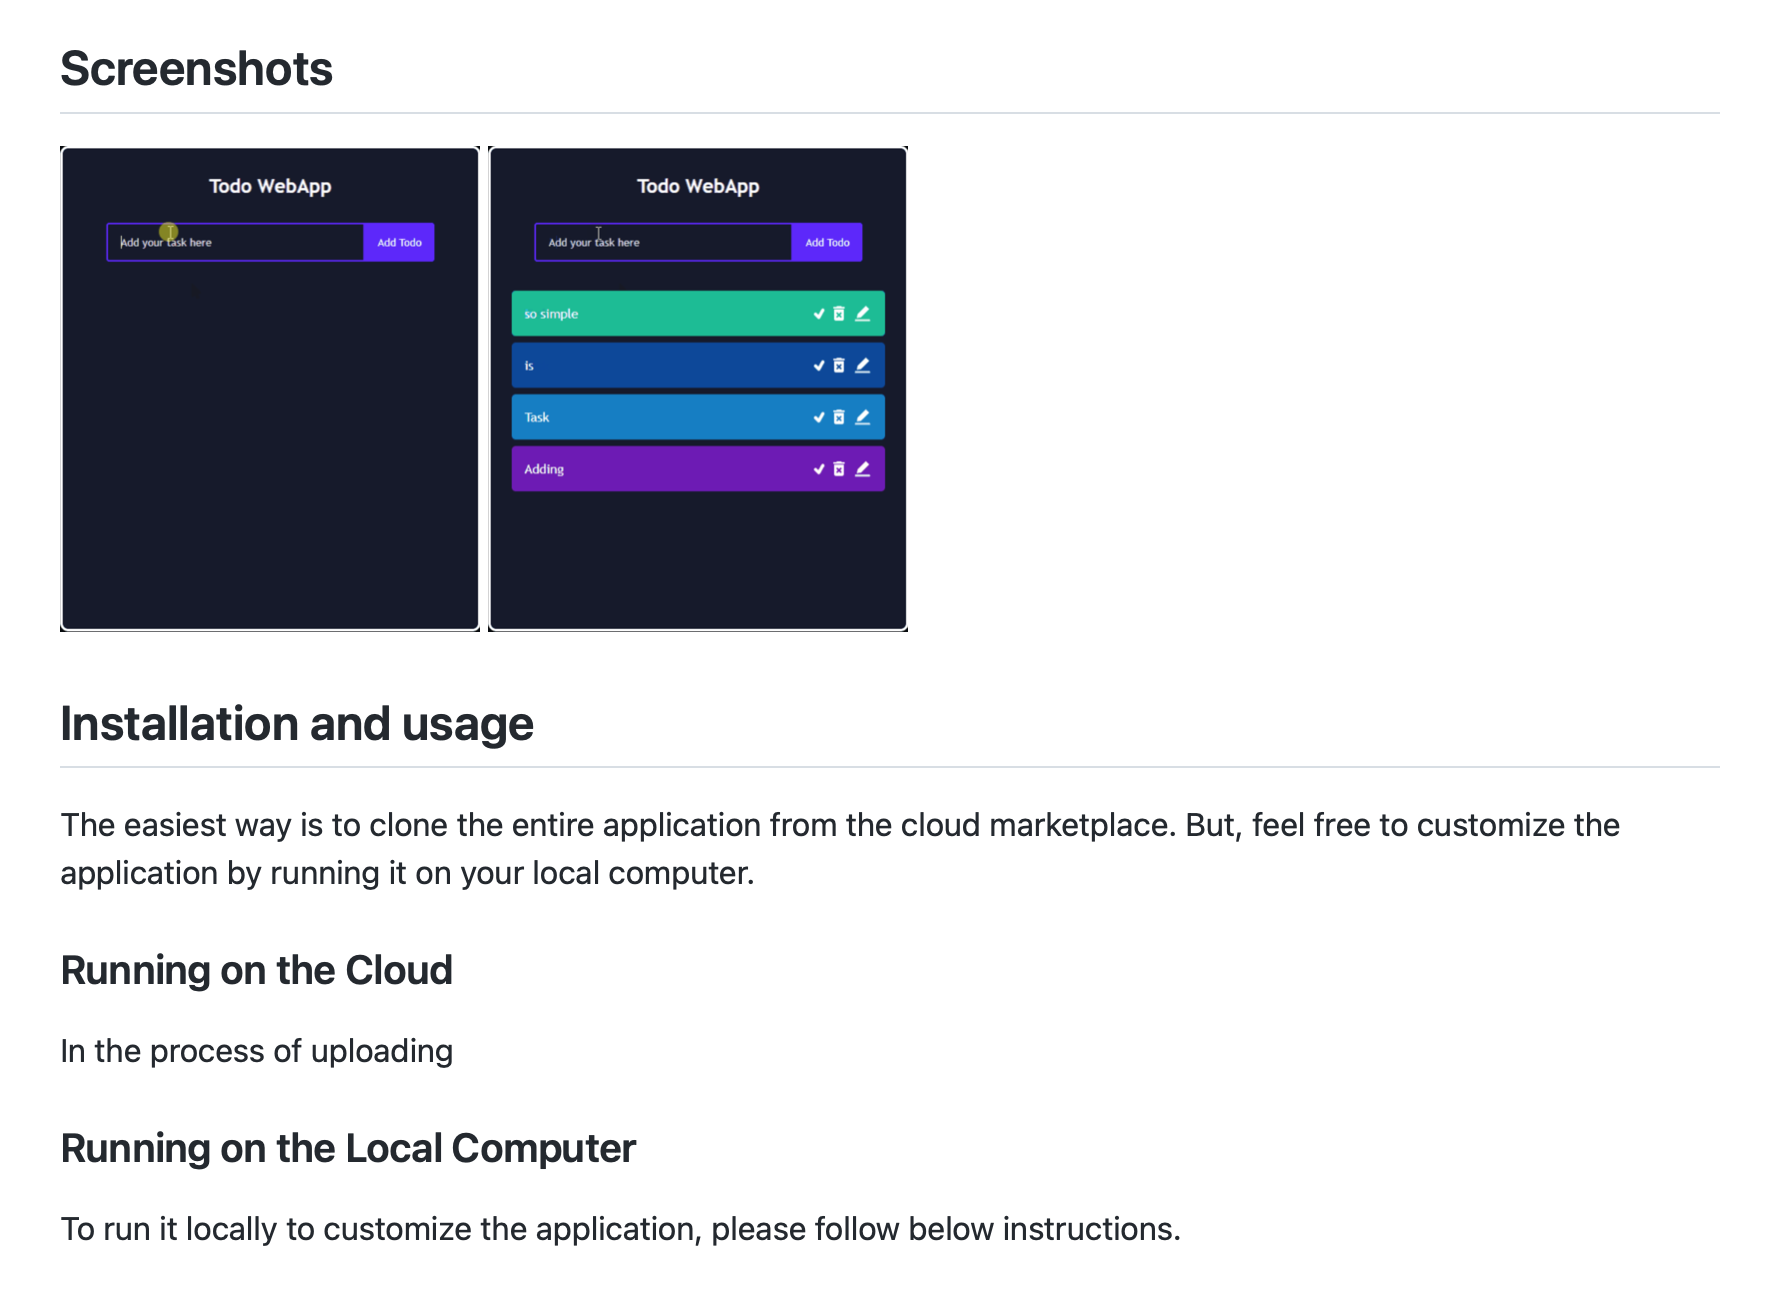 Screenshots
Todo WebApp
Add your task here
Add Todo
Todo WebApp
Add your task here
Add Todo
so simple
is
Task
Adding
Installation and usage
The easiest way is to clone the entire application from the cloud marketplace. But, feel free to customize the
application by running it on your local computer.
Running on the Cloud
In the process of uploading
Running on the Local Computer
To run it locally to customize the application, please follow below instructions.